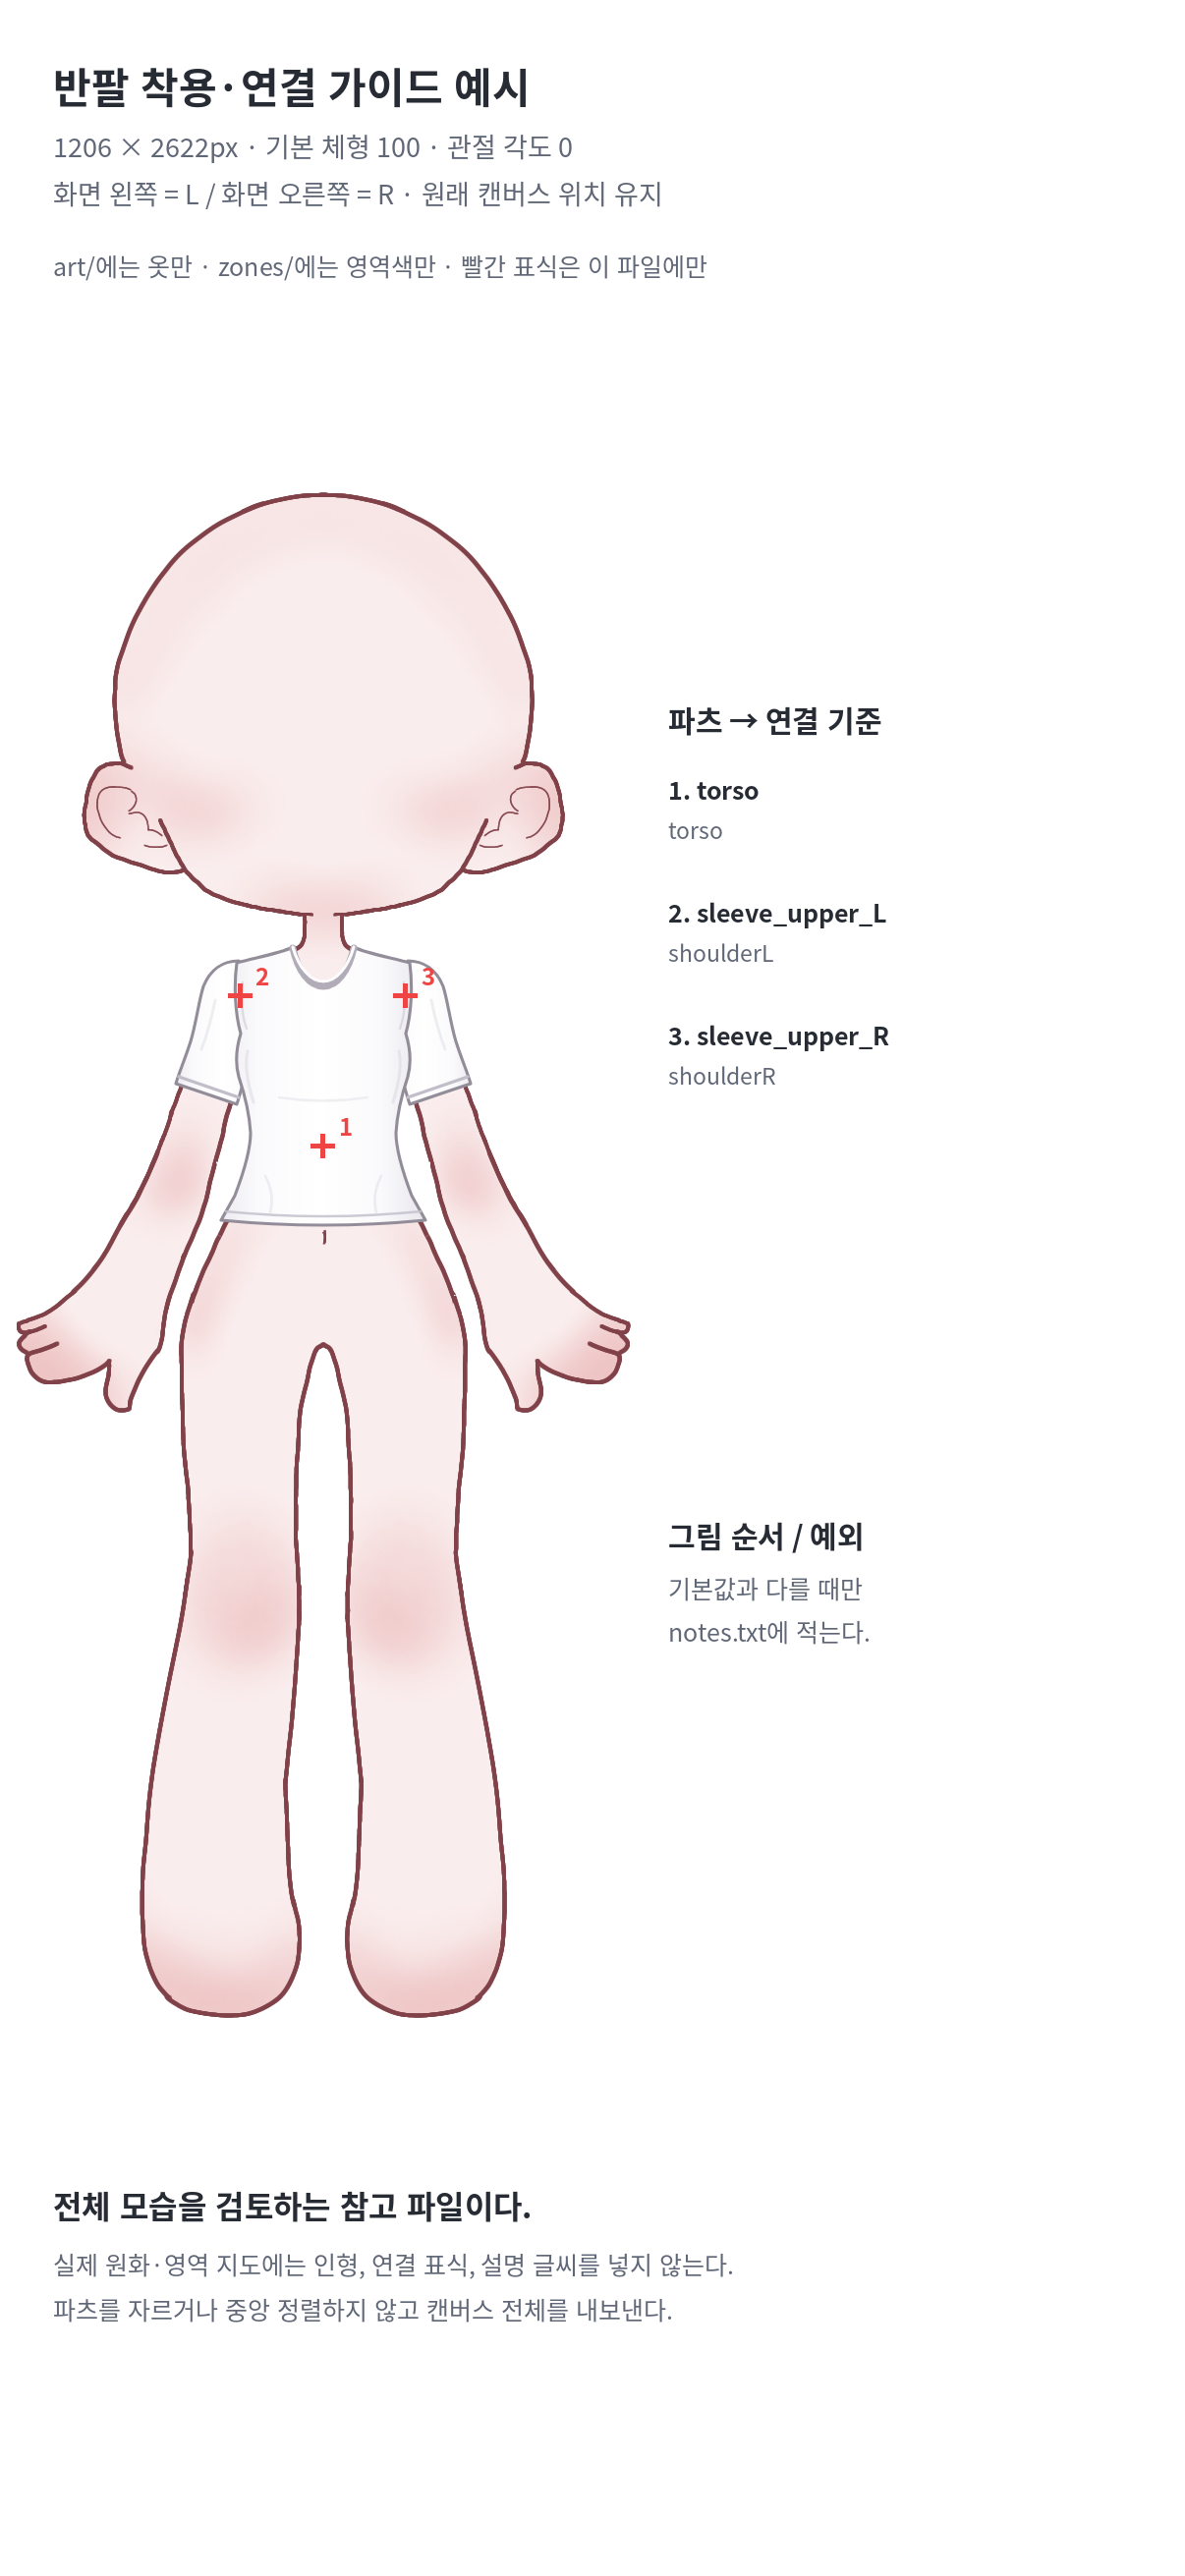 반팔 착용·연결 가이드 예시
1206 × 2622px · 기본 체형 100 · 관절 각도 0
화면 왼쪽 = L / 화면 오른쪽 = R · 원래 캔버스 위치 유지
art/에는 옷만 · zones/에는 영역색만 · 빨간 표식은 이 파일에만
파츠 → 연결 기준
1. torso
torso
2. sleeve_upper_L
shoulderL
3. sleeve_upper_R
shoulderR
2
3
1
그림 순서 / 예외
기본값과 다를 때만
notes.txt에 적는다.
전체 모습을 검토하는 참고 파일이다.
실제 원화·영역 지도에는 인형, 연결 표식, 설명 글씨를 넣지 않는다.
파츠를 자르거나 중앙 정렬하지 않고 캔버스 전체를 내보낸다.